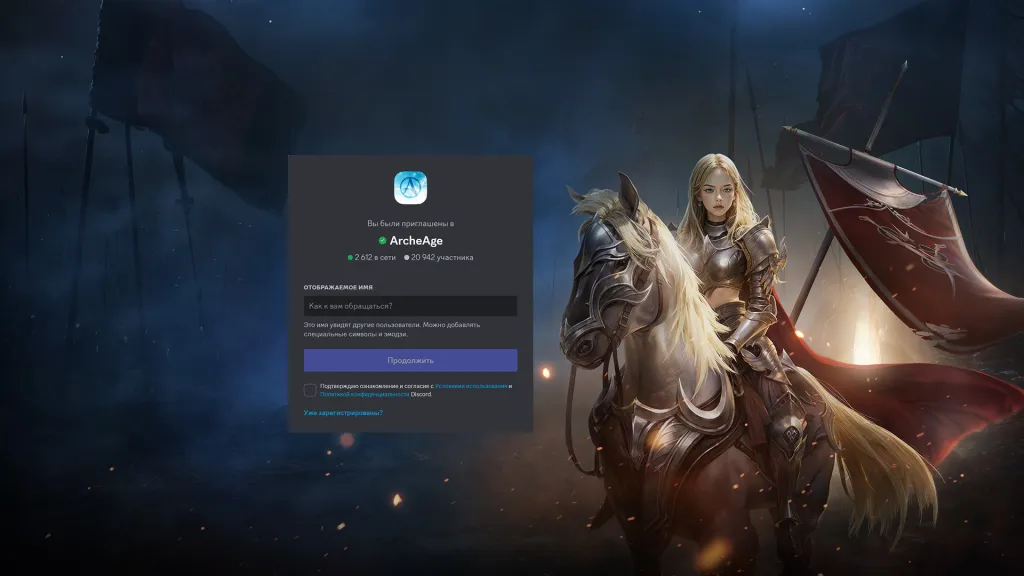 Вы были приглашены в
ArcheAge
2 612 в сети 20 942 участника
ОТОБРАЖАЕМОЕ ИМЯ
Как к вам обращаться?
Это имя увидят другие пользователи. Можно добавлять
специальные символы и эмодзи.
Продолжить
Подтверждаю ознакомление и согласие с Условиями использования и
Политикой конфиденциальности Discord.
Уже зарегистрированы?